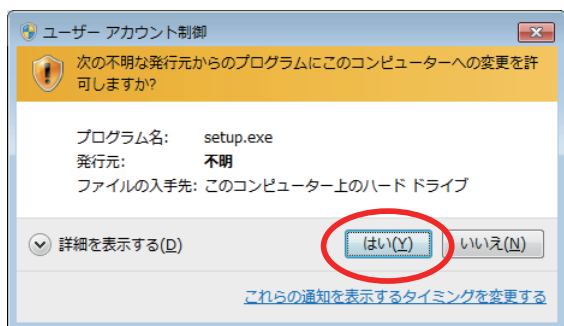 ユーザー アカウント制御
次の不明な発行元からのプログラムにこのコンピューターへの変更を許
可しますか?
プログラム名: setup.exe
発行元: 不明
ファイルの入手先: このコンピューター上のハード ドライブ
詳細を表示する(D) はい(Y) いいえ(N)
これらの通知を表示するタイミングを変更する